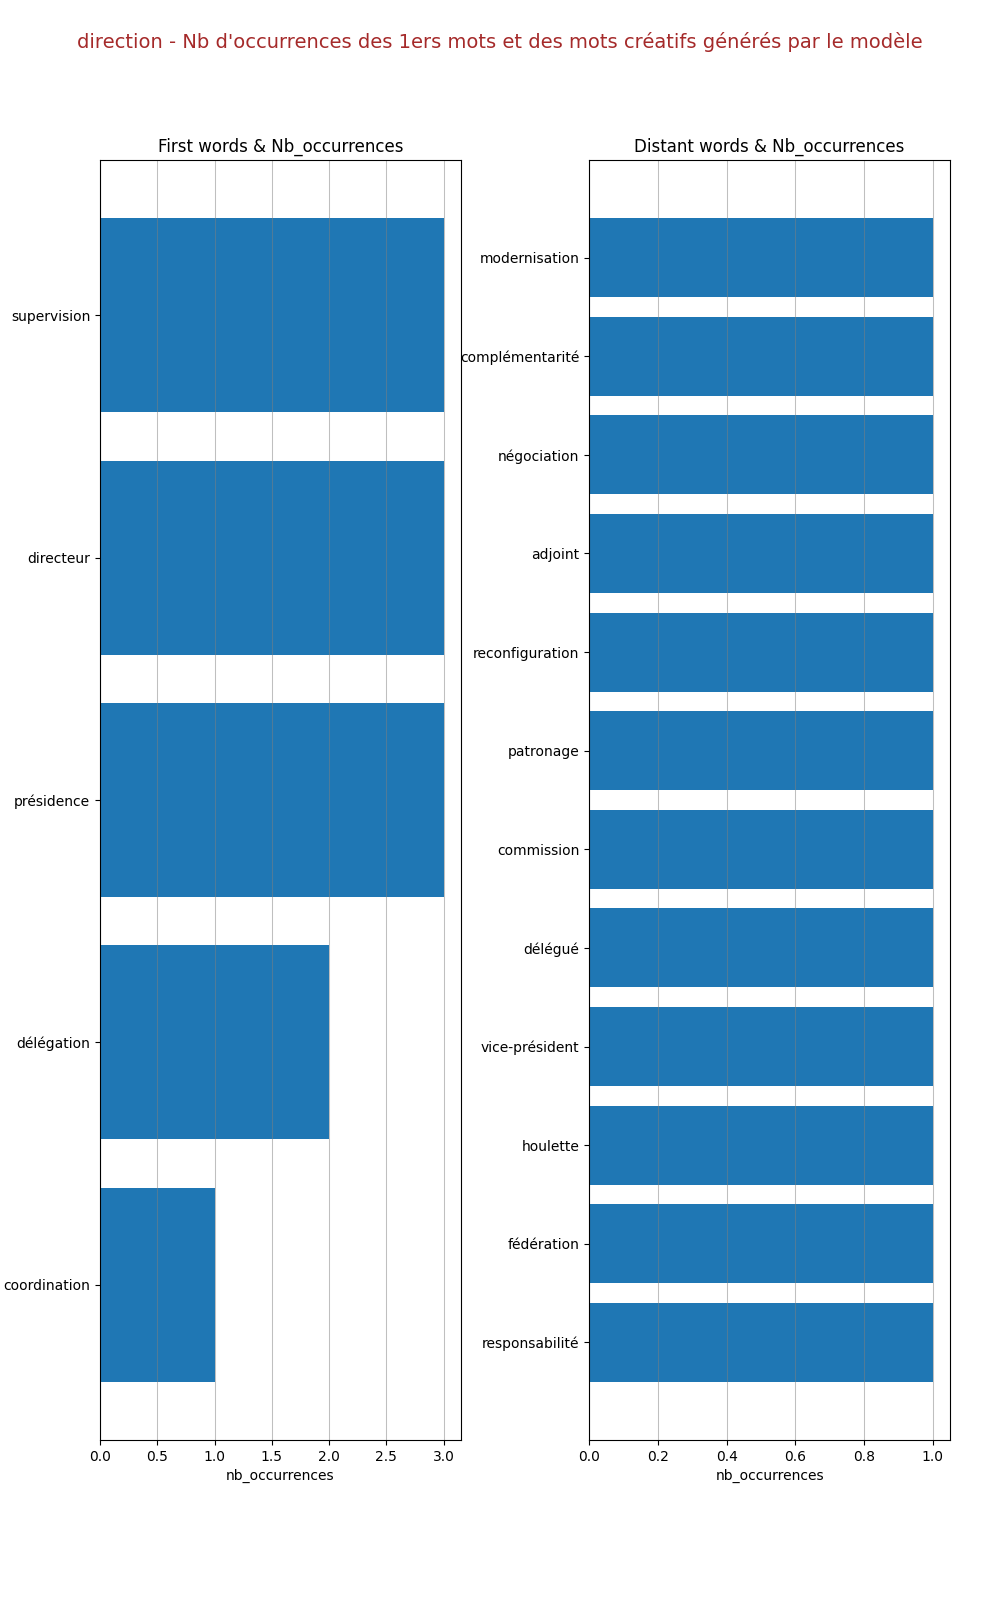 direction - Nb d'occurrences des 1ers mots et des mots créatifs générés par le modèle
First words & Nb_occurrences
supervision
directeur
présidence
délégation
coordination
0.0 0.5 1.0 1.5 2.0 2.5 3.0
nb_occurrences
Distant words & Nb_occurrences
modernisation
complémentarité
négociation
adjoint
reconfiguration
patronage
commission
délégué
vice-président
houlette
fédération
responsabilité
0.0 0.2 0.4 0.6 0.8 1.0
nb_occurrences